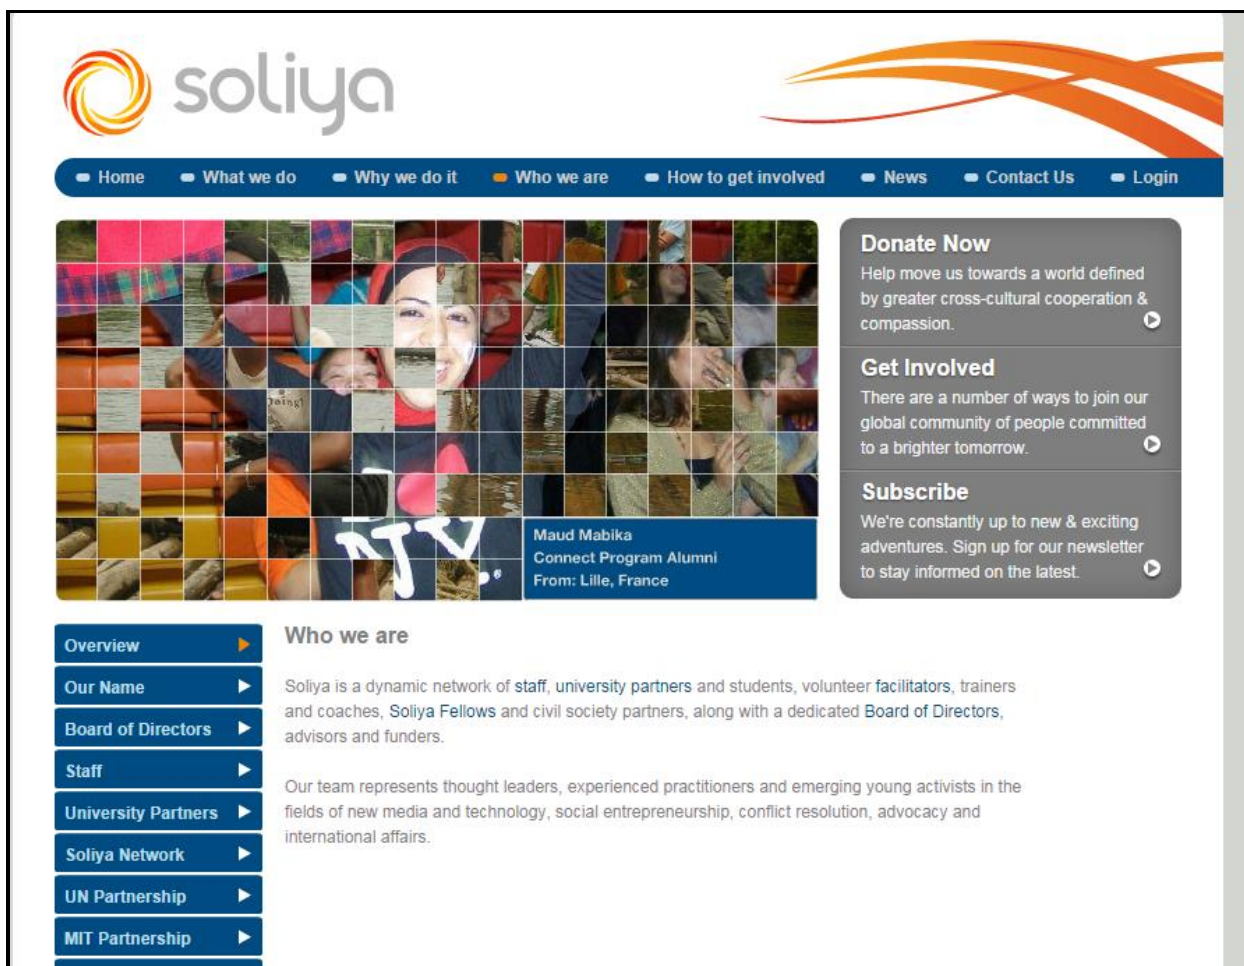 soliya
Home
What we do
Why we do it
Who we are
How to get involved
News
Contact Us
Login
Joing!
NY.
Maud Mabika
Connect Program Alumni
From: Lille, France
Donate Now
Help move us towards a world defined
by greater cross-cultural cooperation &
compassion.
Get Involved
There are a number of ways to join our
global community of people committed
to a brighter tomorrow.
Subscribe
We're constantly up to new & exciting
adventures. Sign up for our newsletter
to stay informed on the latest.
Overview
Our Name
Board of Directors
Staff
University Partners
Soliya Network
UN Partnership
MIT Partnership
Who we are
Soliya is a dynamic network of staff, university partners and students, volunteer facilitators, trainers
and coaches, Soliya Fellows and civil society partners, along with a dedicated Board of Directors,
advisors and funders.
Our team represents thought leaders, experienced practitioners and emerging young activists in the
fields of new media and technology, social entrepreneurship, conflict resolution, advocacy and
international affairs.